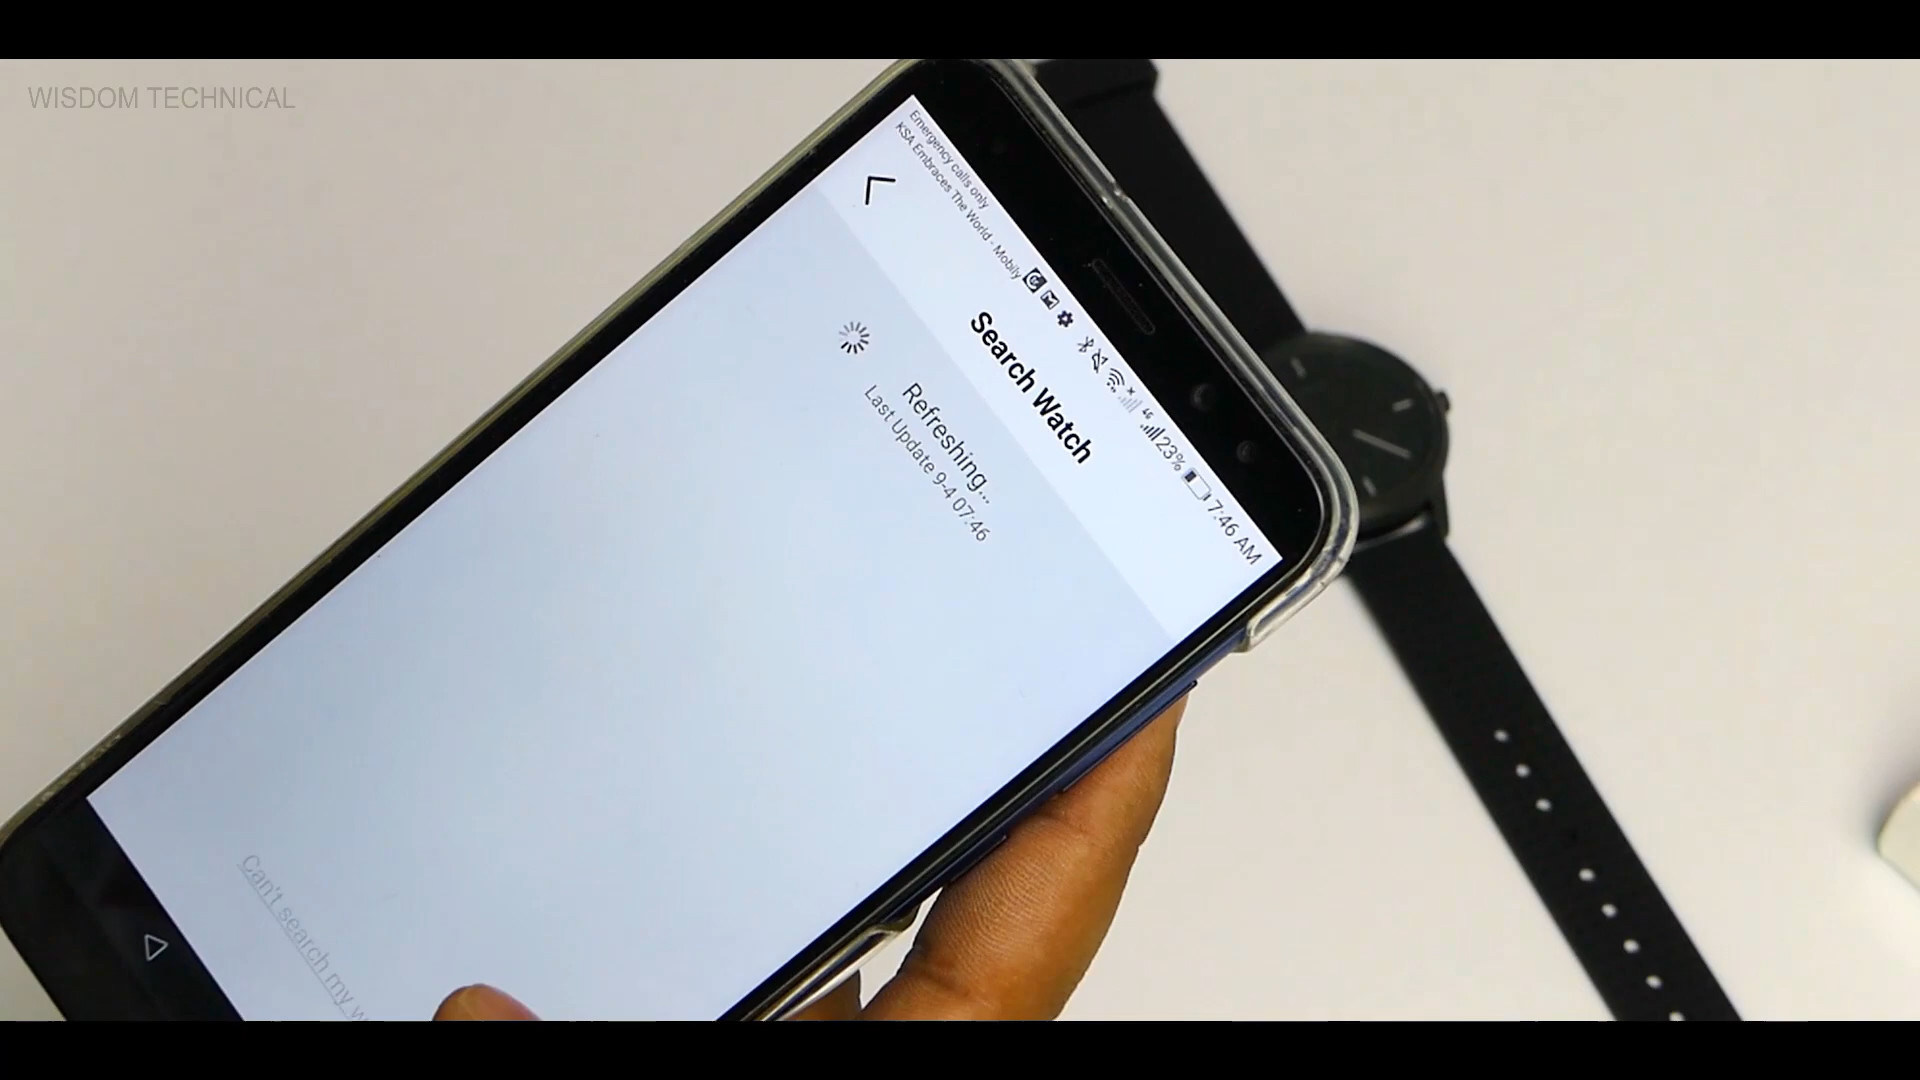 WISDOM TECHNICAL
Emergency calls only
KSA Embraces The World - Mobily
4G
23%
7:46 AM
Search Watch
Refreshing...
Last Update 9-4 07:46
Can't search my